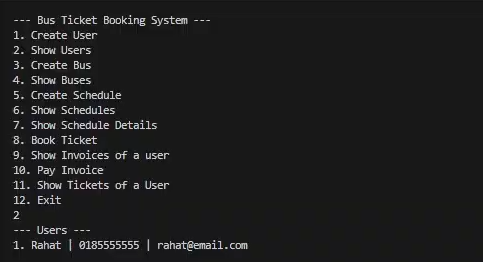 --- Bus Ticket Booking System ---
1. Create User
2. Show Users
3. Create Bus
4. Show Buses
5. Create Schedule
6. Show Schedules
7. Show Schedule Details
8. Book Ticket
9. Show Invoices of a user
10. Pay Invoice
11. Show Tickets of a User
12. Exit
2
--- Users ---
1. Rahat | 0185555555 | rahat@email.com